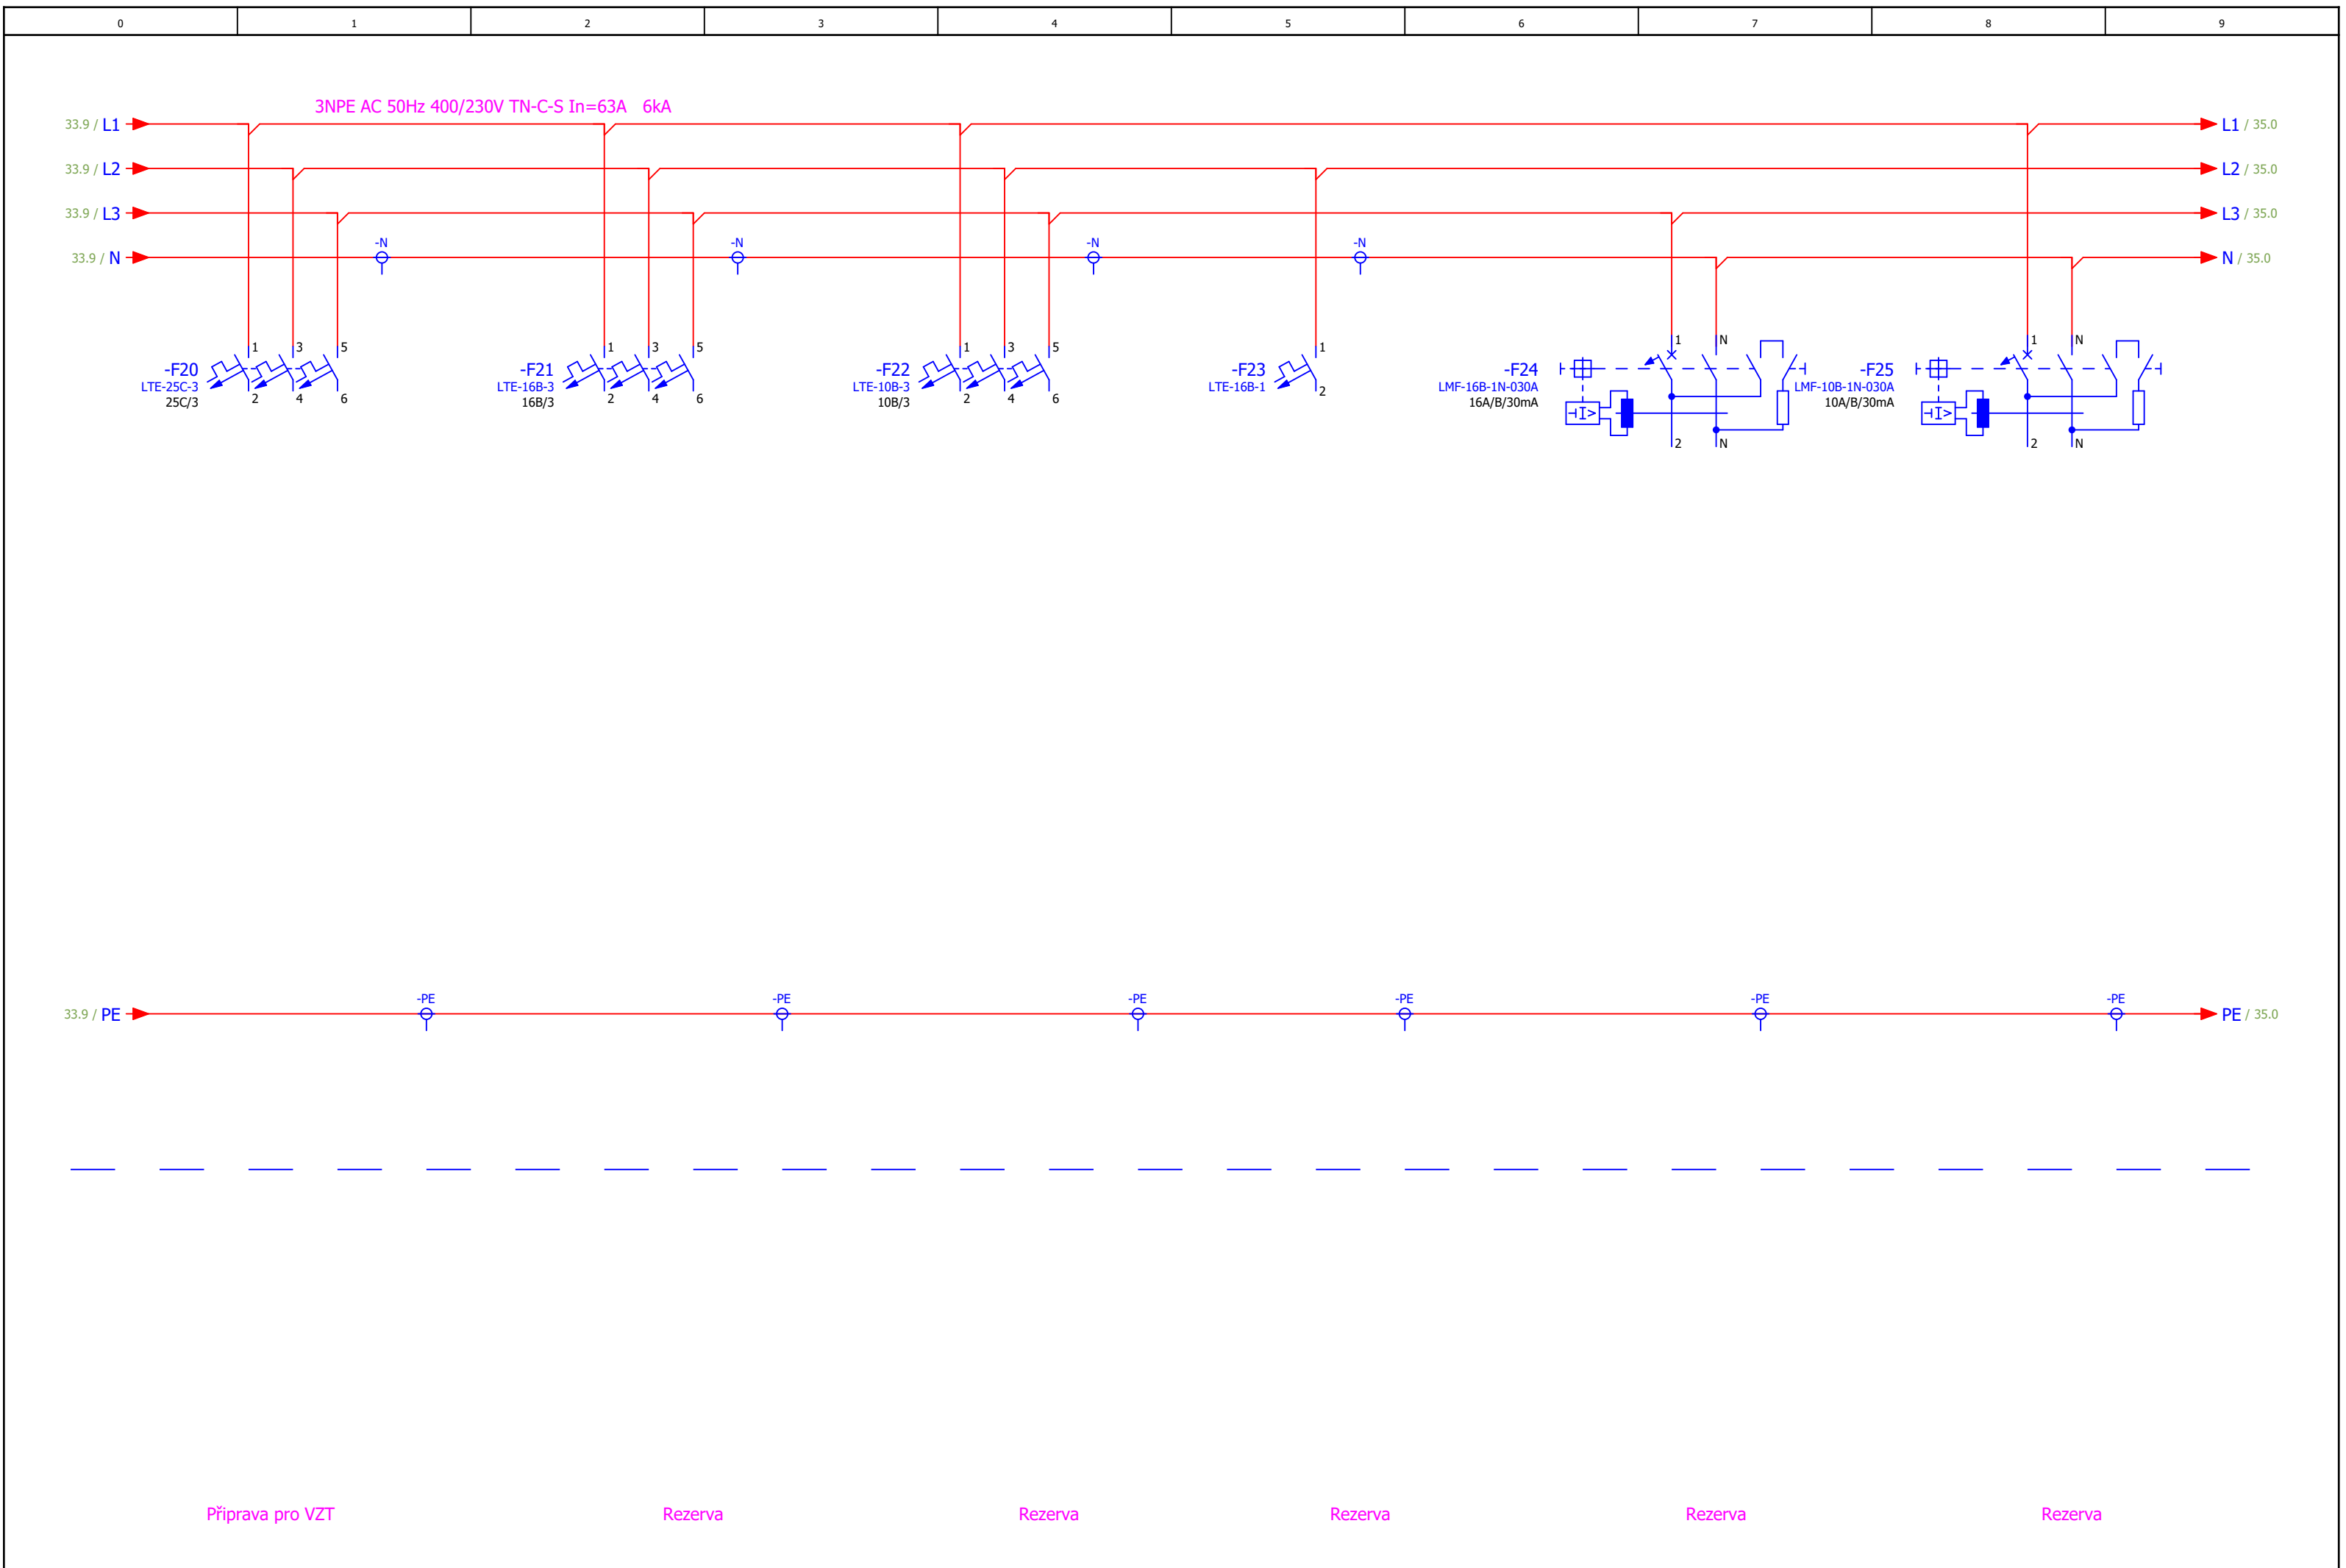 0 1 2 3 4 5 6 7 8 9
3NPE AC 50Hz 400/230V TN-C-S In=63A 6kA
33.9 / L1 L1 / 35.0
33.9 / L2 L2 / 35.0
33.9 / L3 L3 / 35.0
-N -N -N -N
33.9 / N N / 35.0
1 N 1 N
1 3 5 1 3 5 1 3 5 1
-F20 -F21 -F22 -F23 -F24 -F25
LTE-25C-3 LTE-16B-3 LTE-10B-3 LTE-16B-1 LMF-16B-1N-030A LMF-10B-1N-030A
25C/3 16B/3 10B/3 16A/B/30mA 10A/B/30mA
2 4 6 2 4 6 2 4 6 2
I> I>
2 N 2 N
-PE -PE -PE -PE -PE -PE
33.9 / PE PE / 35.0
Připrava pro VZT Rezerva Rezerva Rezerva Rezerva Rezerva